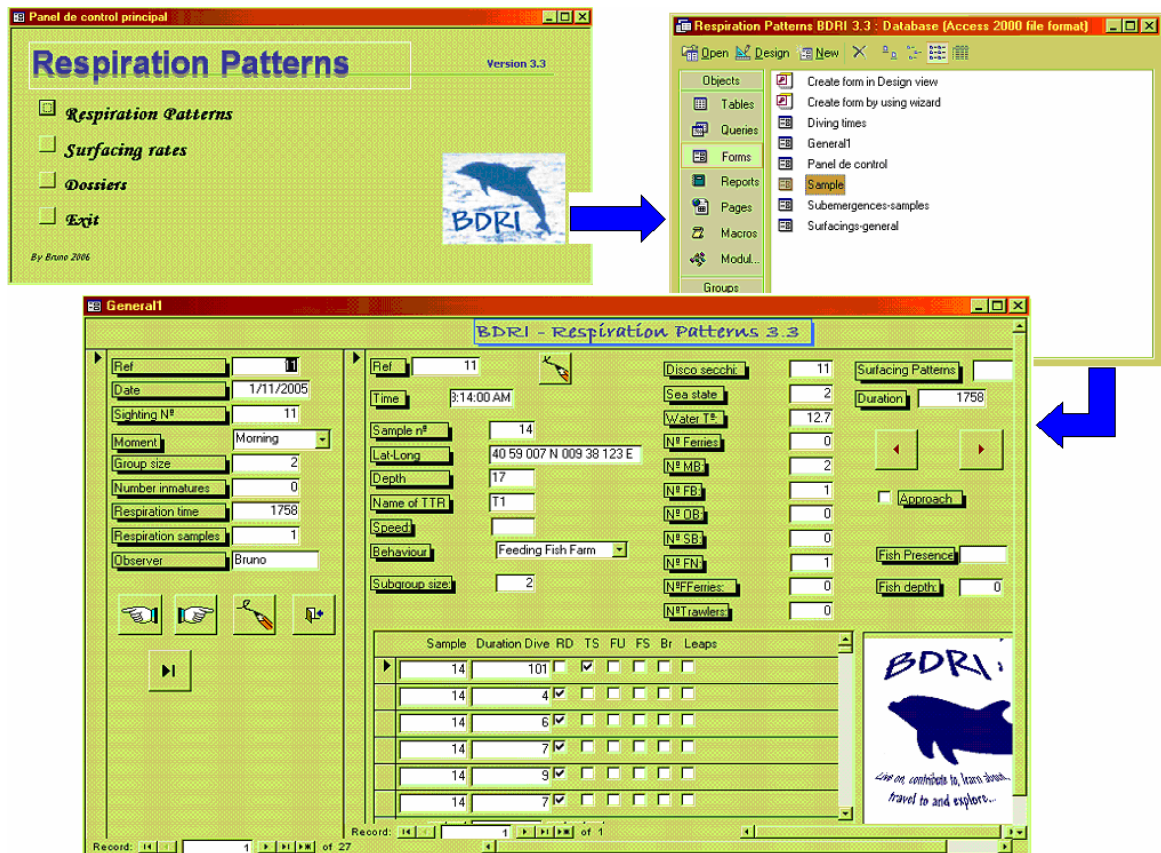 Panel de control principal
Respiration Patterns
Version 3.3
Respiration Patterns
Surfacing rates
Dossiers
Exit
By Bruno 2006
BDRI
Respiration Patterns BDRI 3.3 : Database (Access 2000 file format)
Open Design New
Objects
Tables
Queries
Forms
Reports
Pages
Macros
Modul...
Groups
Create form in Design view
Create form by using wizard
Diving times
General1
Panel de control
Sample
Submergences-samples
Surfacings-general
General1
BDRI - Respiration Patterns 3.3
Ref 11
Date 1/11/2005
Sighting Nº 11
Moment Morning
Group size 2
Number inmatures 0
Respiration time 1758
Respiration samples 1
Observer Bruno
Ref 11
Time 3:14:00 AM
Sample nº 14
Lat-Long 40 59 007 N 009 38 123 E
Depth 17
Name of TTR T1
Speed:
Behaviour Feeding Fish Farm
Subgroup size: 2
Disco secchi: 11
Sea state 2
Water Tª: 12.7
Nº Ferries 0
Nº MB: 2
Nº FB: 1
Nº OB: 0
Nº SB: 0
Nº FN: 1
NºFFerries: 0
NºTrawlers: 0
Surfacing Patterns
Duration 1758
Approach
Fish Presence
Fish depth: 0
Sample Duration Dive RD TS FU FS Br Leaps
14 101
14 4
14 6
14 7
14 9
14 7
BDRI:
Live on, contribute to, learn about,
travel to and explore...
Record: 1 of 1
Record: 1 of 27